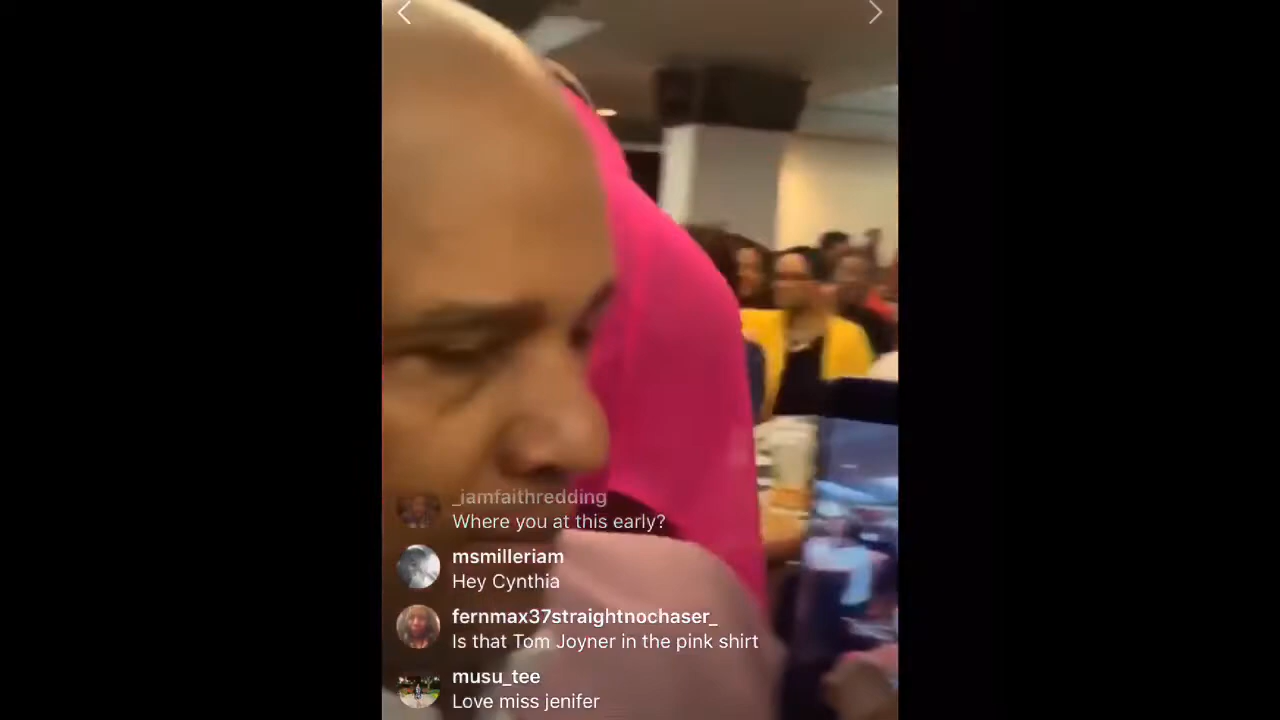 _iamfaithredding
Where you at this early?
msmilleriam
Hey Cynthia
fernmax37straightnochaser_
Is that Tom Joyner in the pink shirt
musu_tee
Love miss jenifer